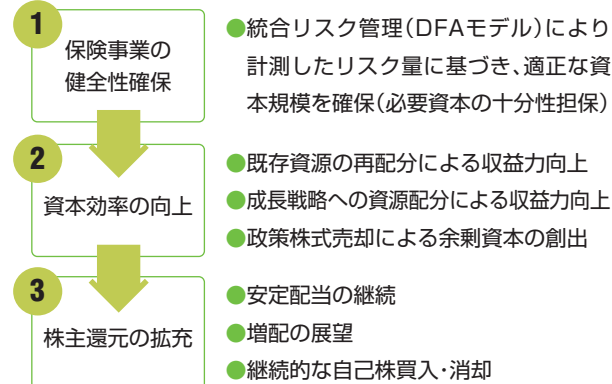 1
保険事業の
健全性確保
●統合リスク管理(DFAモデル)により
計測したリスク量に基づき、適正な資
本規模を確保(必要資本の十分性担保)
2
資本効率の向上
●既存資源の再配分による収益力向上
●成長戦略への資源配分による収益力向上
●政策株式売却による余剰資本の創出
3
株主還元の拡充
●安定配当の継続
●増配の展望
●継続的な自己株買入・消却